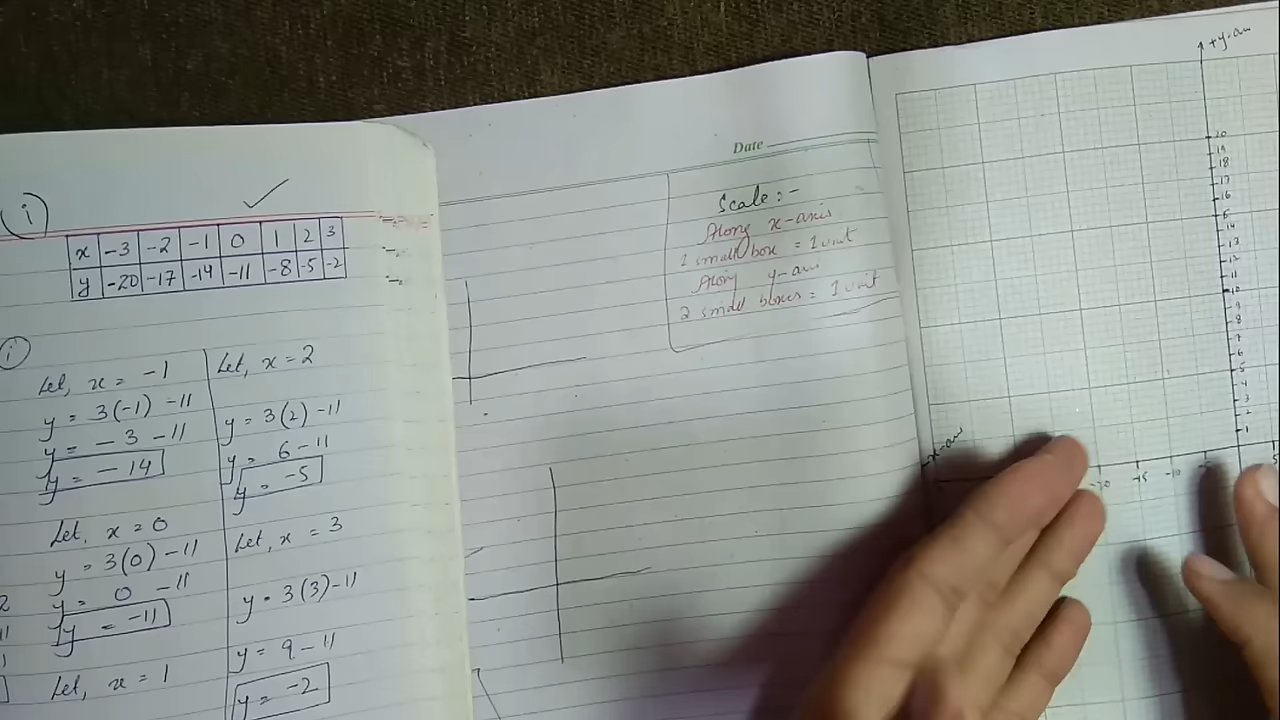 i
x -3 -2 -1 0 1 2 3
y -20 -17 -14 -11 -8 -5 -2
i
Let, x = -1
y = 3(-1) -11
y = -3 -11
y = -14
Let, x = 0
y = 3(0) -11
y = 0 -11
y = -11
Let, x = 1
Let, x = 2
y = 3(2) -11
y = 6 -11
y = -5
Let, x = 3
y = 3(3) -11
y = 9 -11
y = -2
Date
Scale :-
Along x-axis
1 small box = 1 unit
Along y-axis
2 small boxes = 1 unit
+y-axis
20
19
18
17
16
15
14
13
12
11
10
9
8
7
6
5
4
3
2
1
-x-axis
-20 -15 -10 -5 5